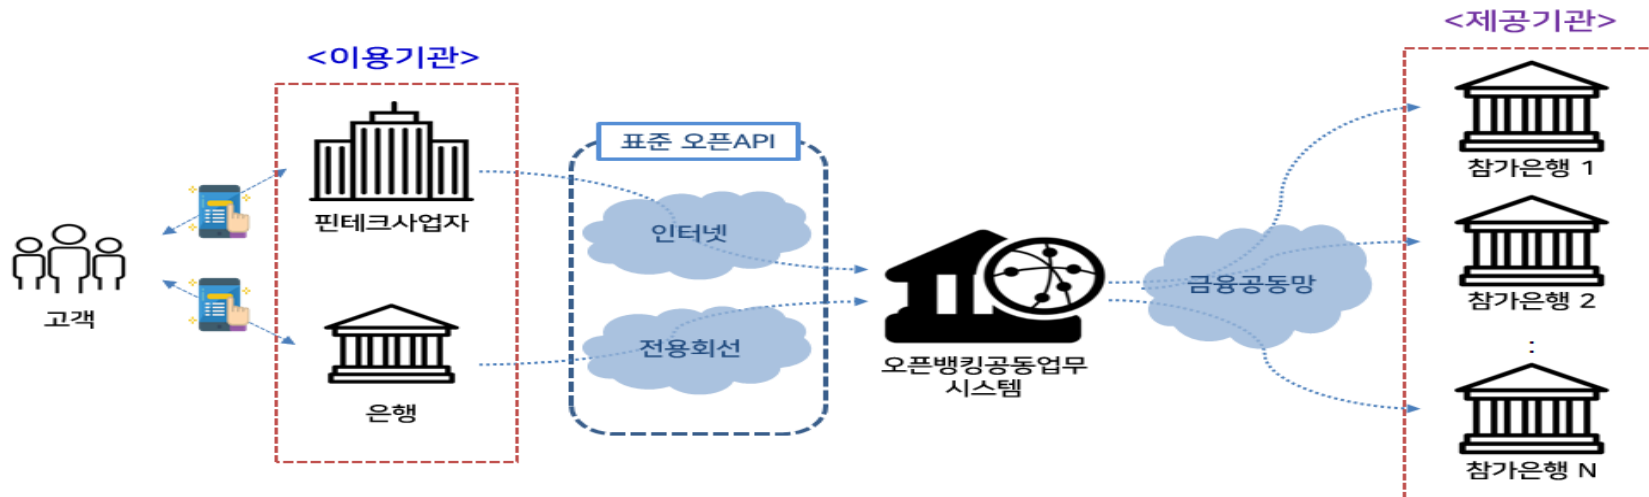 <이용기관>
<제공기관>
고객
핀테크사업자
은행
표준 오픈API
인터넷
전용회선
오픈뱅킹공동업무
시스템
금융공동망
참가은행 1
참가은행 2
:
참가은행 N